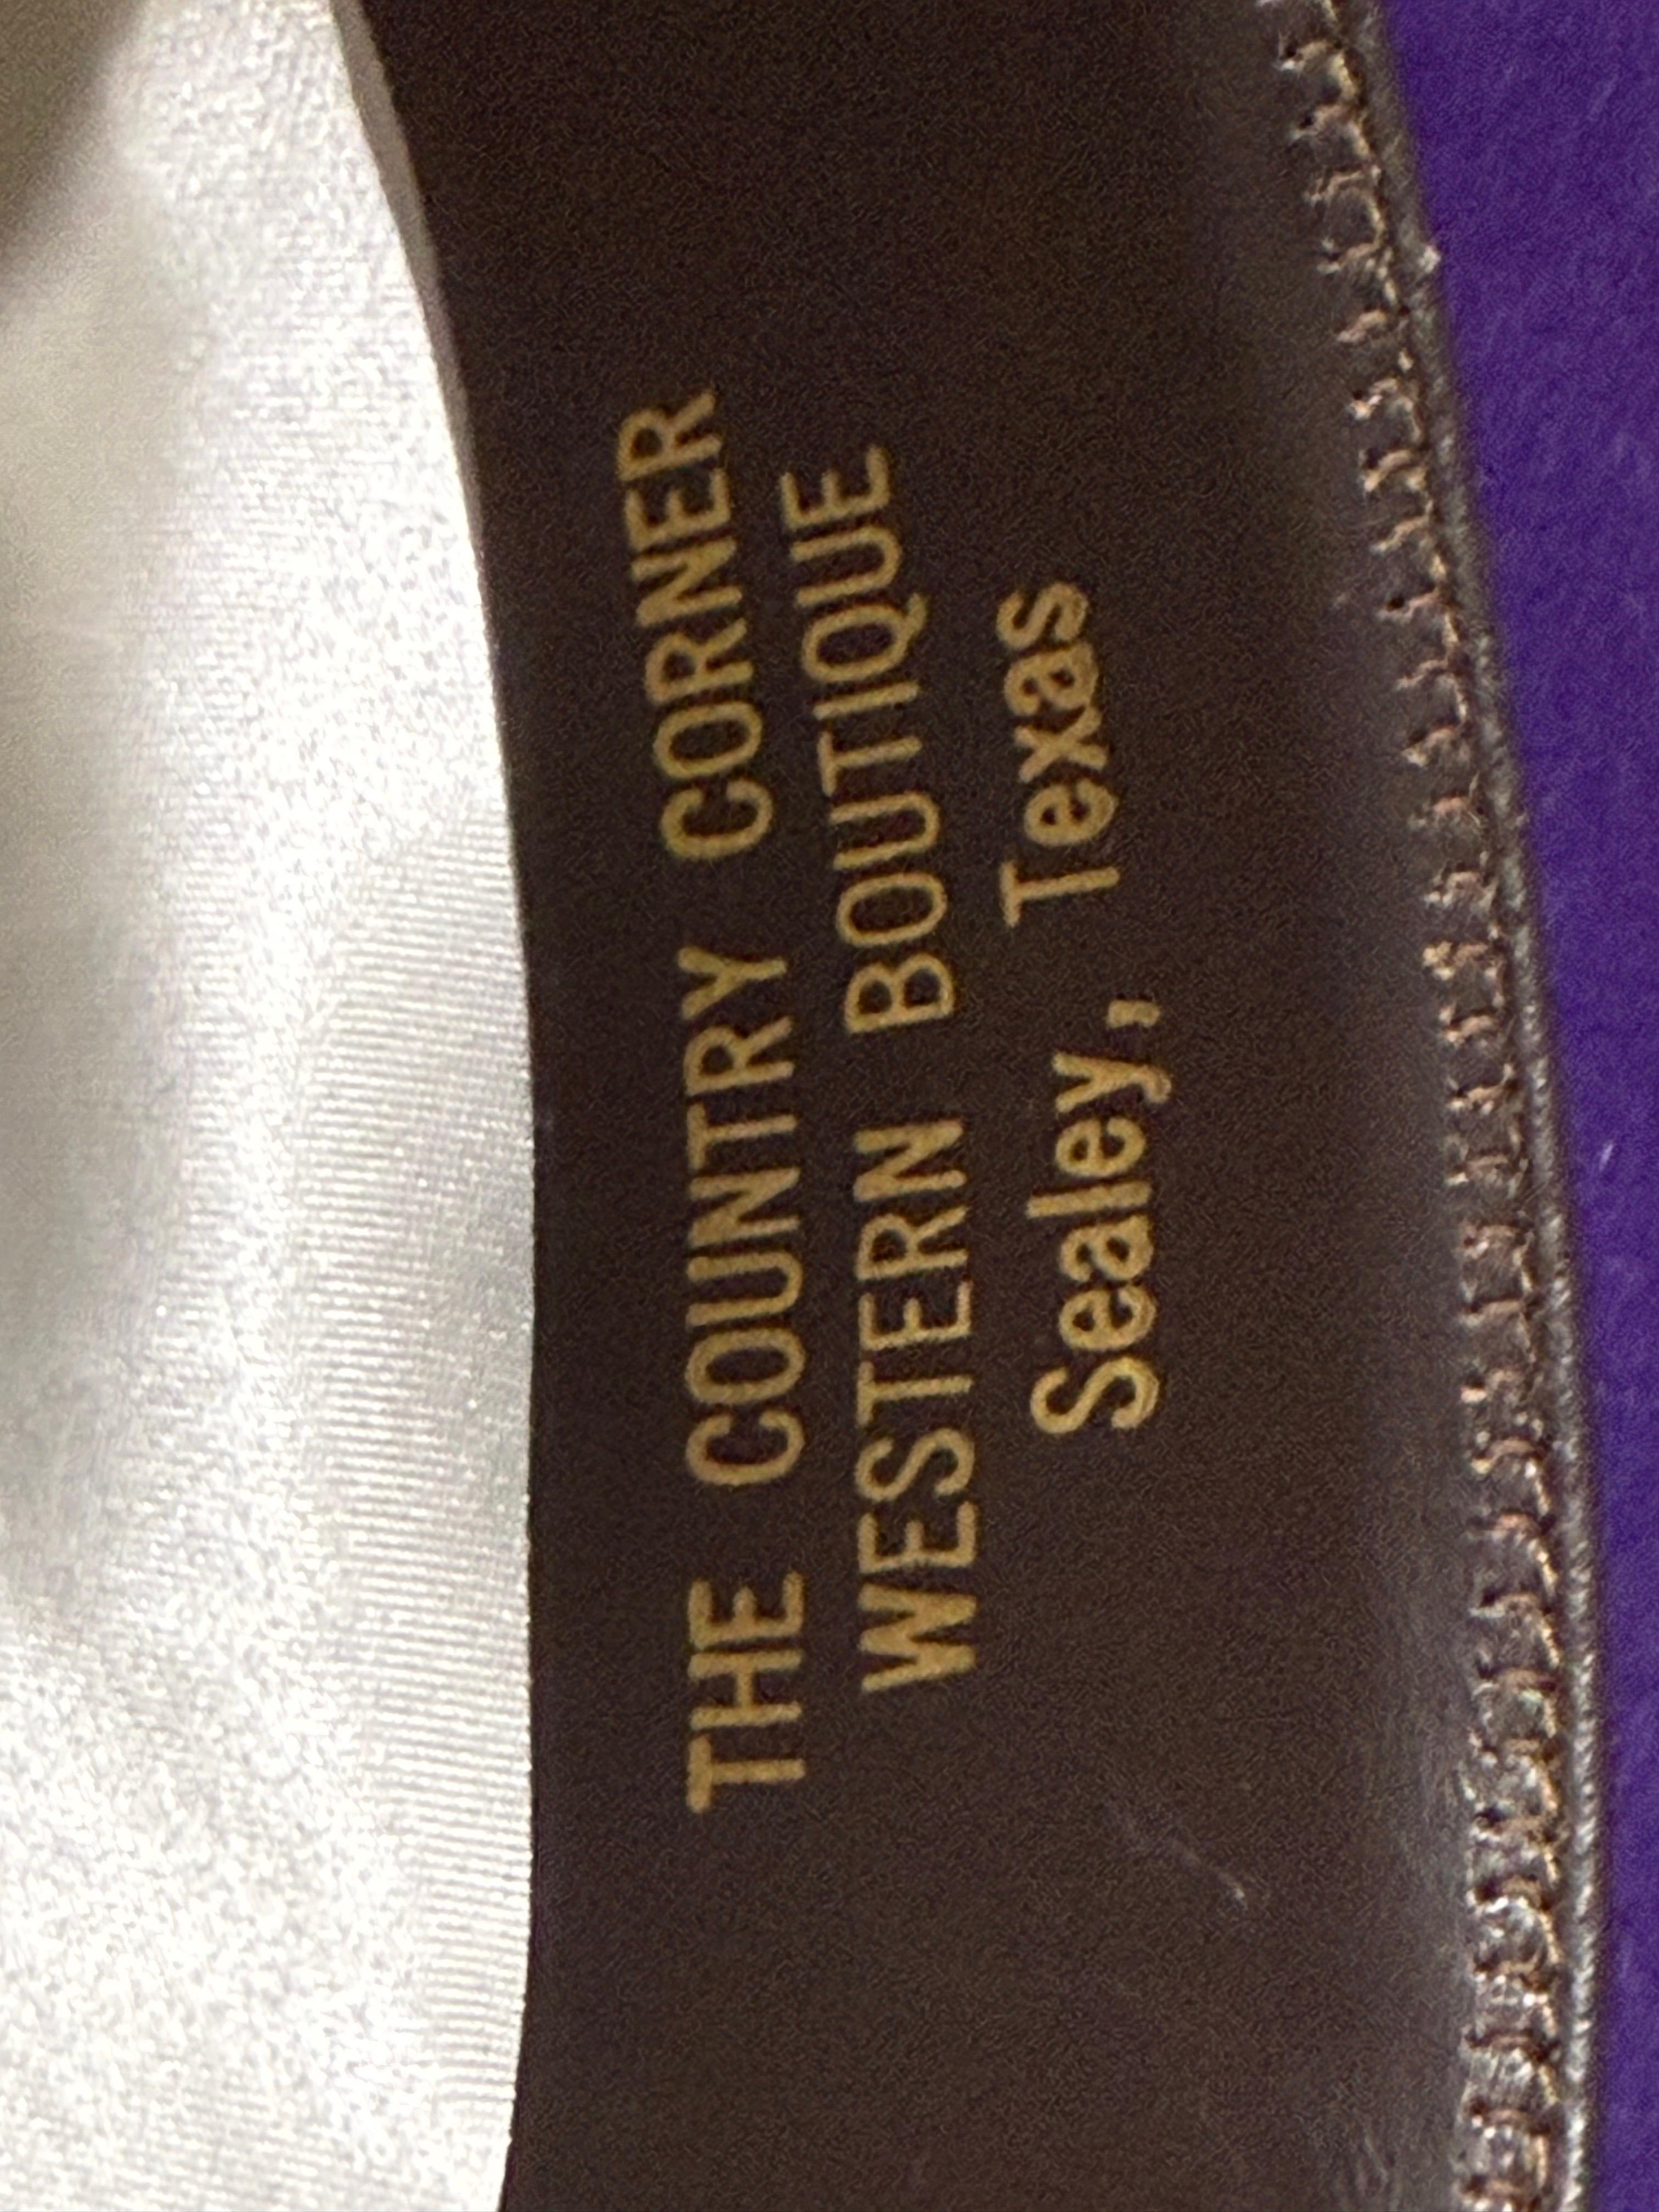 THE COUNTRY CORNER
WESTERN BOUTIQUE
Sealey, Texas